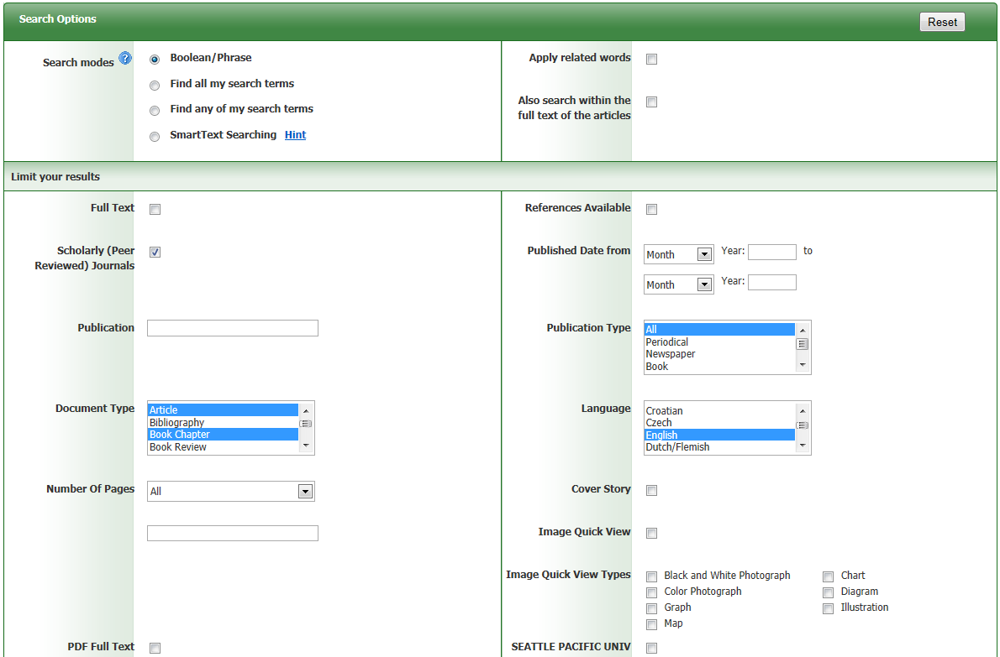 Search Options
Reset
Search modes ?
Boolean/Phrase
Find all my search terms
Find any of my search terms
SmartText Searching Hint
Apply related words
Also search within the
full text of the articles
Limit your results
Full Text
Scholarly (Peer
Reviewed) Journals
Publication
Document Type
Article
Bibliography
Book Chapter
Book Review
Number Of Pages
All
PDF Full Text
References Available
Published Date from
Month Year: to
Month Year:
Publication Type
All
Periodical
Newspaper
Book
Language
Croatian
Czech
English
Dutch/Flemish
Cover Story
Image Quick View
Image Quick View Types
Black and White Photograph Chart
Color Photograph Diagram
Graph Illustration
Map
SEATTLE PACIFIC UNIV